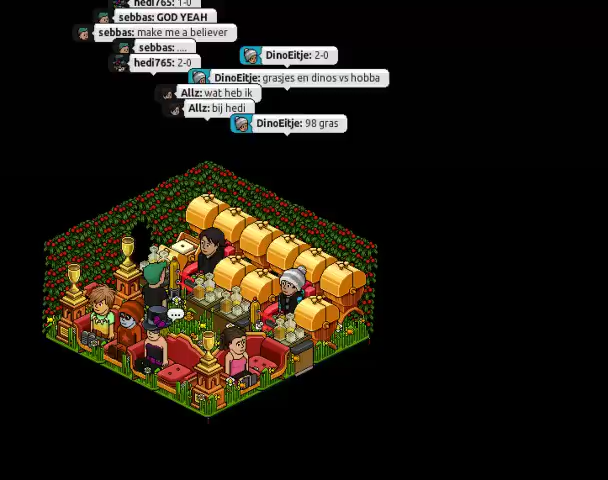 hedi765: 1-0
sebbas: GOD YEAH
sebbas: make me a believer
sebbas: ....
DinoEitje: 2-0
hedi765: 2-0
DinoEitje: grasjes en dinos vs hobba
Allz: wat heb ik
Allz: bij hedi
DinoEitje: 98 gras